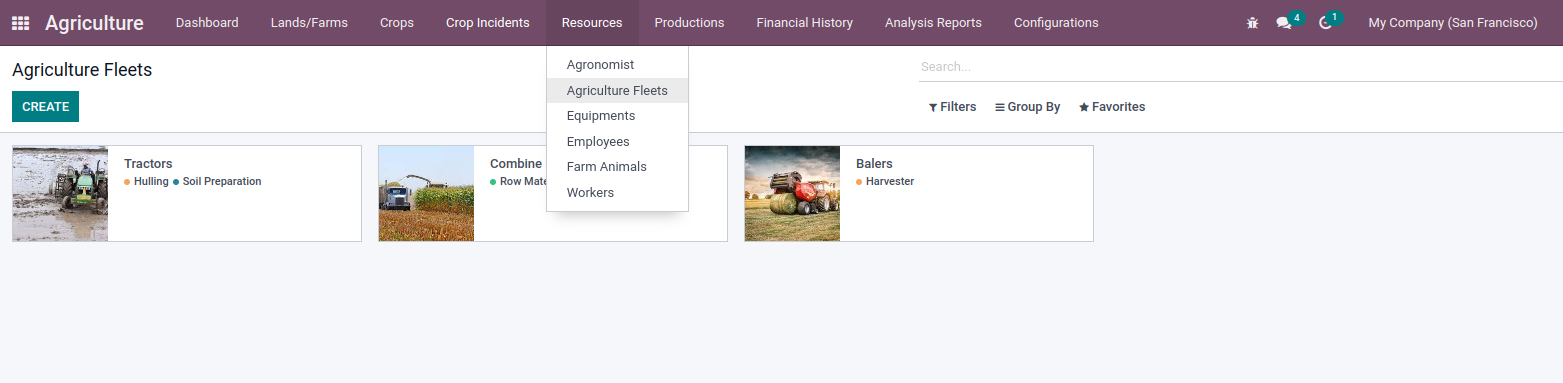 Agriculture Dashboard Lands/Farms Crops Crop Incidents Resources Productions Financial History Analysis Reports Configurations 4 1 My Company (San Francisco)
Agriculture Fleets
Search...
CREATE
Filters Group By Favorites
Agronomist
Agriculture Fleets
Equipments
Employees
Farm Animals
Workers
Tractors
Hulling Soil Preparation
Combine
Row Mate
Balers
Harvester